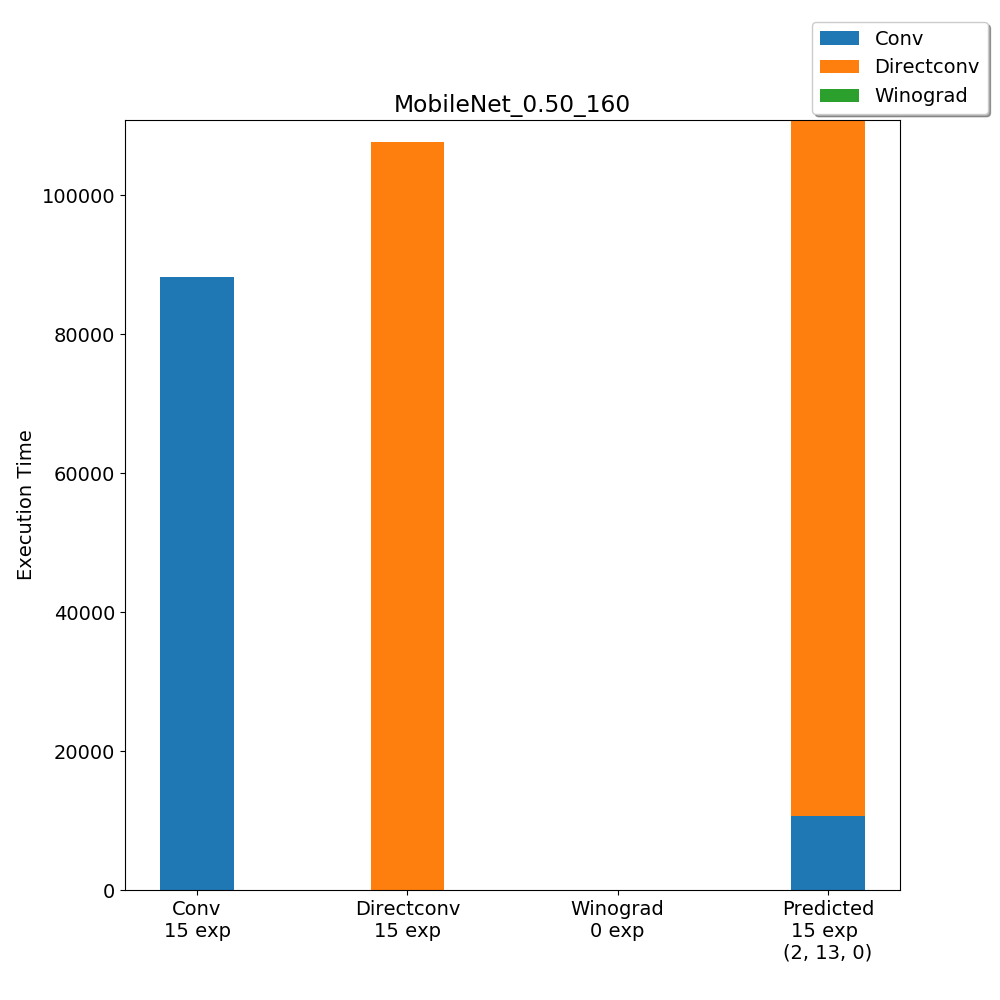 Conv
Directconv
Winograd
MobileNet_0.50_160
100000
80000
60000
40000
20000
0
Execution Time
Conv
15 exp
Directconv
15 exp
Winograd
0 exp
Predicted
15 exp
(2, 13, 0)